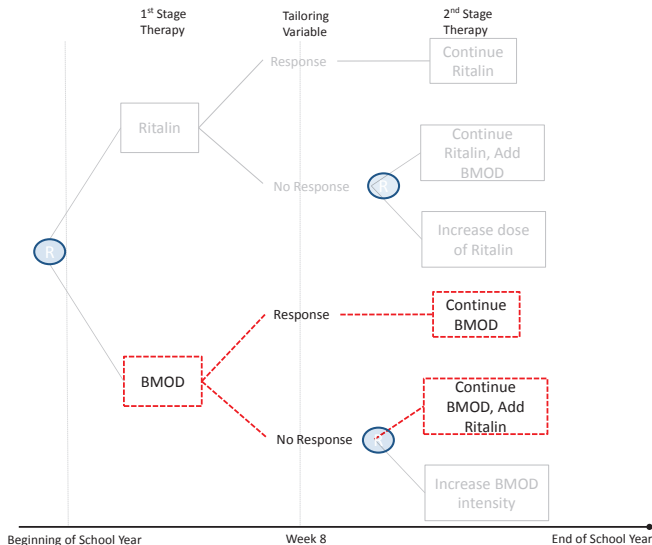 1st Stage
Therapy
Tailoring
Variable
2nd Stage
Therapy
Response
Continue
Ritalin
Ritalin
Continue
Ritalin, Add
BMOD
No Response
R
Increase dose
of Ritalin
R
Response
Continue
BMOD
BMOD
Continue
BMOD, Add
Ritalin
No Response
R
Increase BMOD
intensity
Beginning of School Year
Week 8
End of School Year